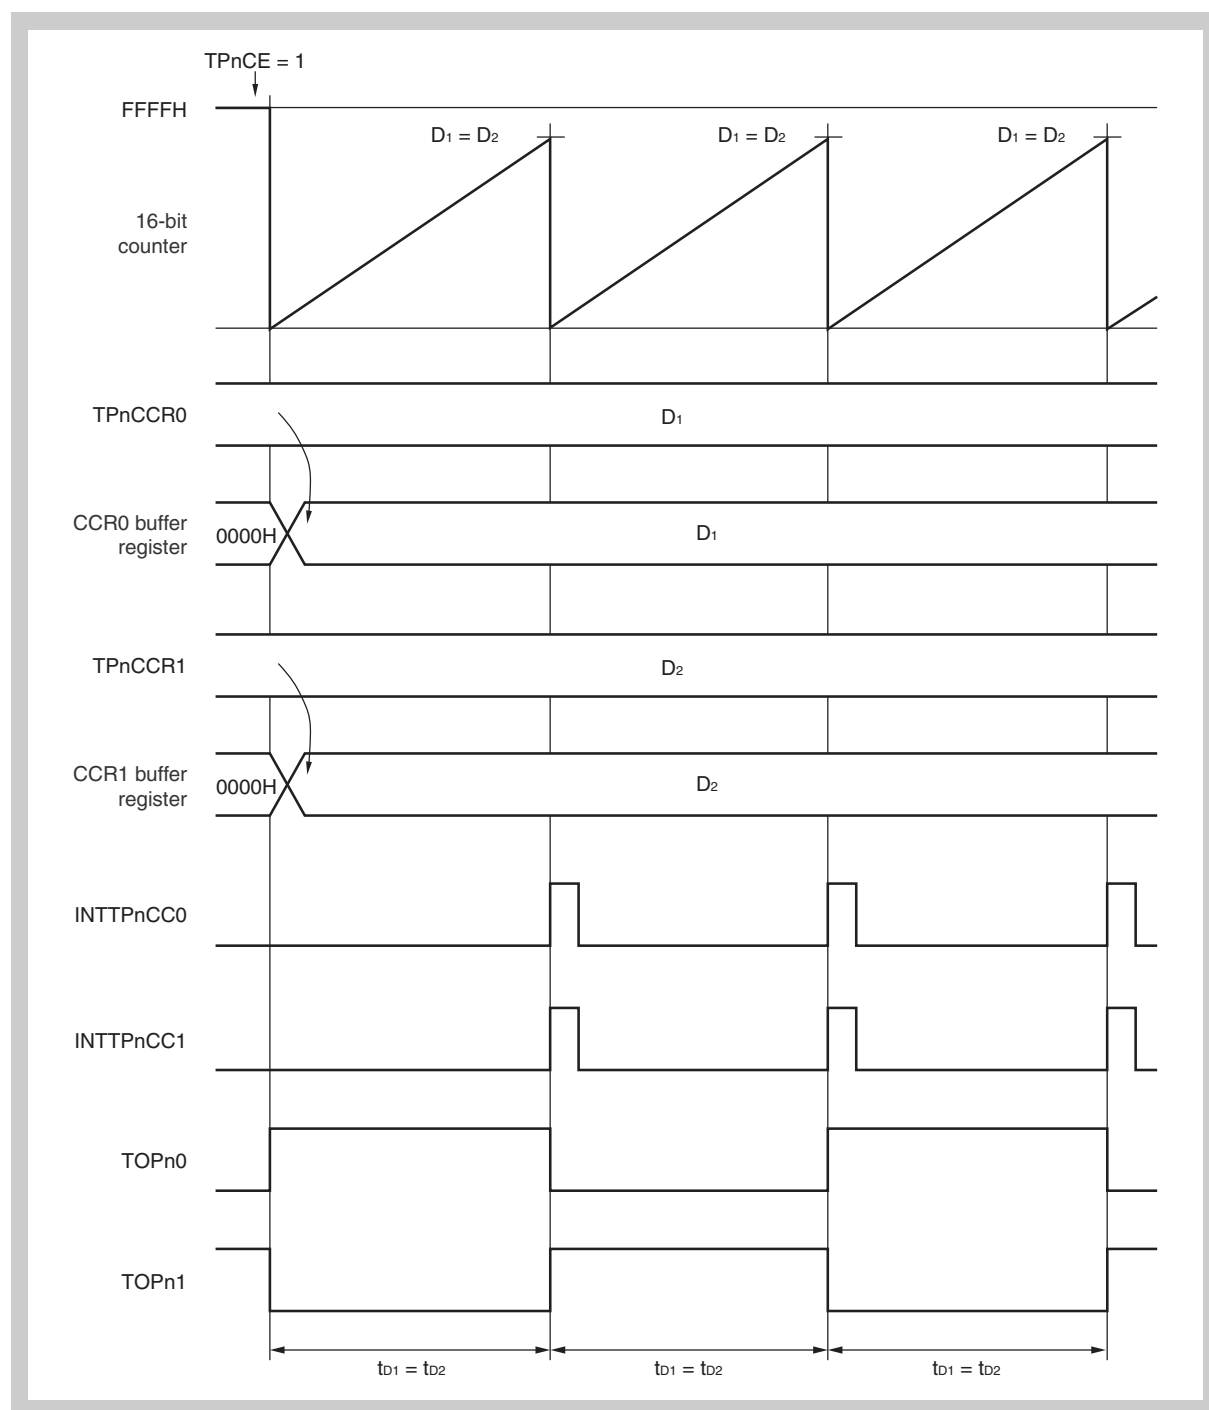 TPnCE = 1
FFFFH
D1 = D2 D1 = D2 D1 = D2
16-bit
counter
TPnCCR0
D1
CCR0 buffer
register
0000H
D1
TPnCCR1
D2
CCR1 buffer
register
0000H
D2
INTTPnCC0
INTTPnCC1
TOPn0
TOPn1
tD1 = tD2 tD1 = tD2 tD1 = tD2